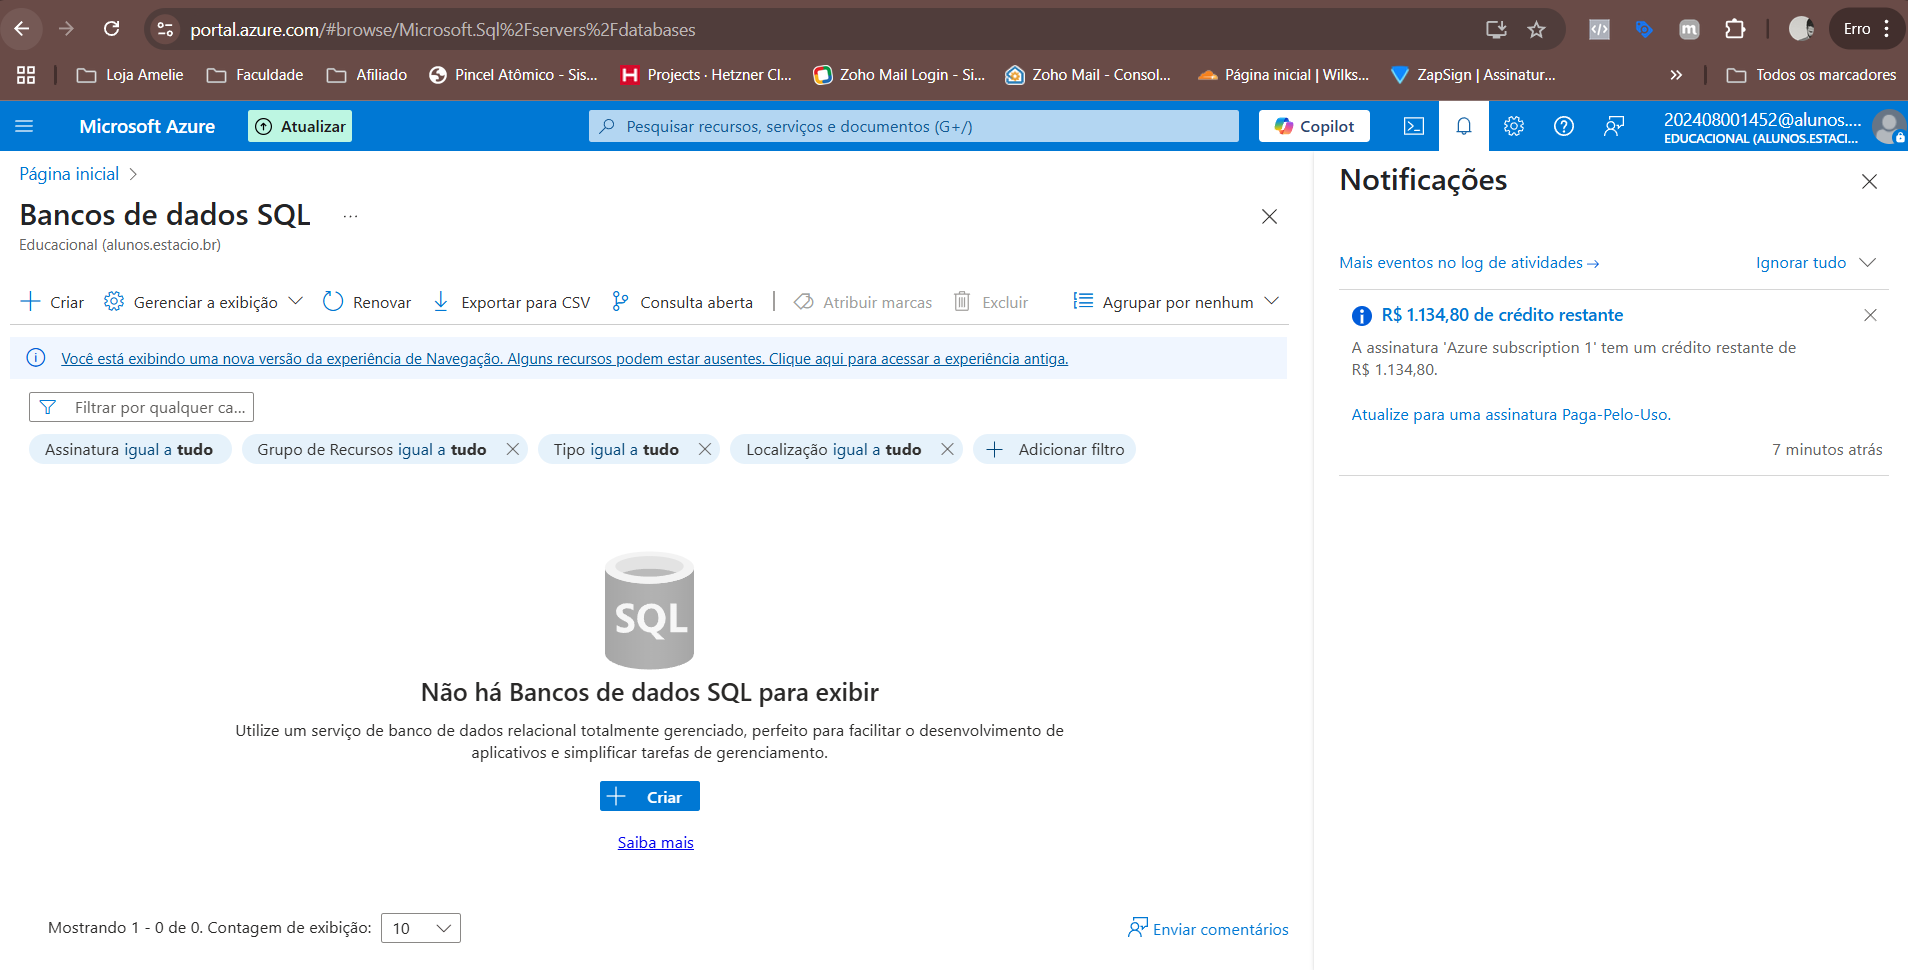 portal.azure.com/#browse/Microsoft.Sql%2Fservers%2Fdatabases
Erro
Loja Amelie
Faculdade
Afiliado
Pincel Atômico - Sis...
Projects · Hetzner Cl...
Zoho Mail Login - Si...
Zoho Mail - Consol...
Página inicial | Wilks...
ZapSign | Assinatur...
»
Todos os marcadores
Microsoft Azure
Atualizar
Pesquisar recursos, serviços e documentos (G+/)
Copilot
202408001452@alunos....
EDUCACIONAL (ALUNOS.ESTACI...
Página inicial
Bancos de dados SQL
...
Educacional (alunos.estacio.br)
Criar
Gerenciar a exibição
Renovar
Exportar para CSV
Consulta aberta
Atribuir marcas
Excluir
Agrupar por nenhum
Você está exibindo uma nova versão da experiência de Navegação. Alguns recursos podem estar ausentes. Clique aqui para acessar a experiência antiga.
Filtrar por qualquer ca...
Assinatura igual a tudo
Grupo de Recursos igual a tudo
Tipo igual a tudo
Localização igual a tudo
Adicionar filtro
SQL
Não há Bancos de dados SQL para exibir
Utilize um serviço de banco de dados relacional totalmente gerenciado, perfeito para facilitar o desenvolvimento de
aplicativos e simplificar tarefas de gerenciamento.
Criar
Saiba mais
Mostrando 1 - 0 de 0. Contagem de exibição:
10
Enviar comentários
Notificações
Mais eventos no log de atividades →
Ignorar tudo
R$ 1.134,80 de crédito restante
A assinatura 'Azure subscription 1' tem um crédito restante de
R$ 1.134,80.
Atualize para uma assinatura Paga-Pelo-Uso.
7 minutos atrás